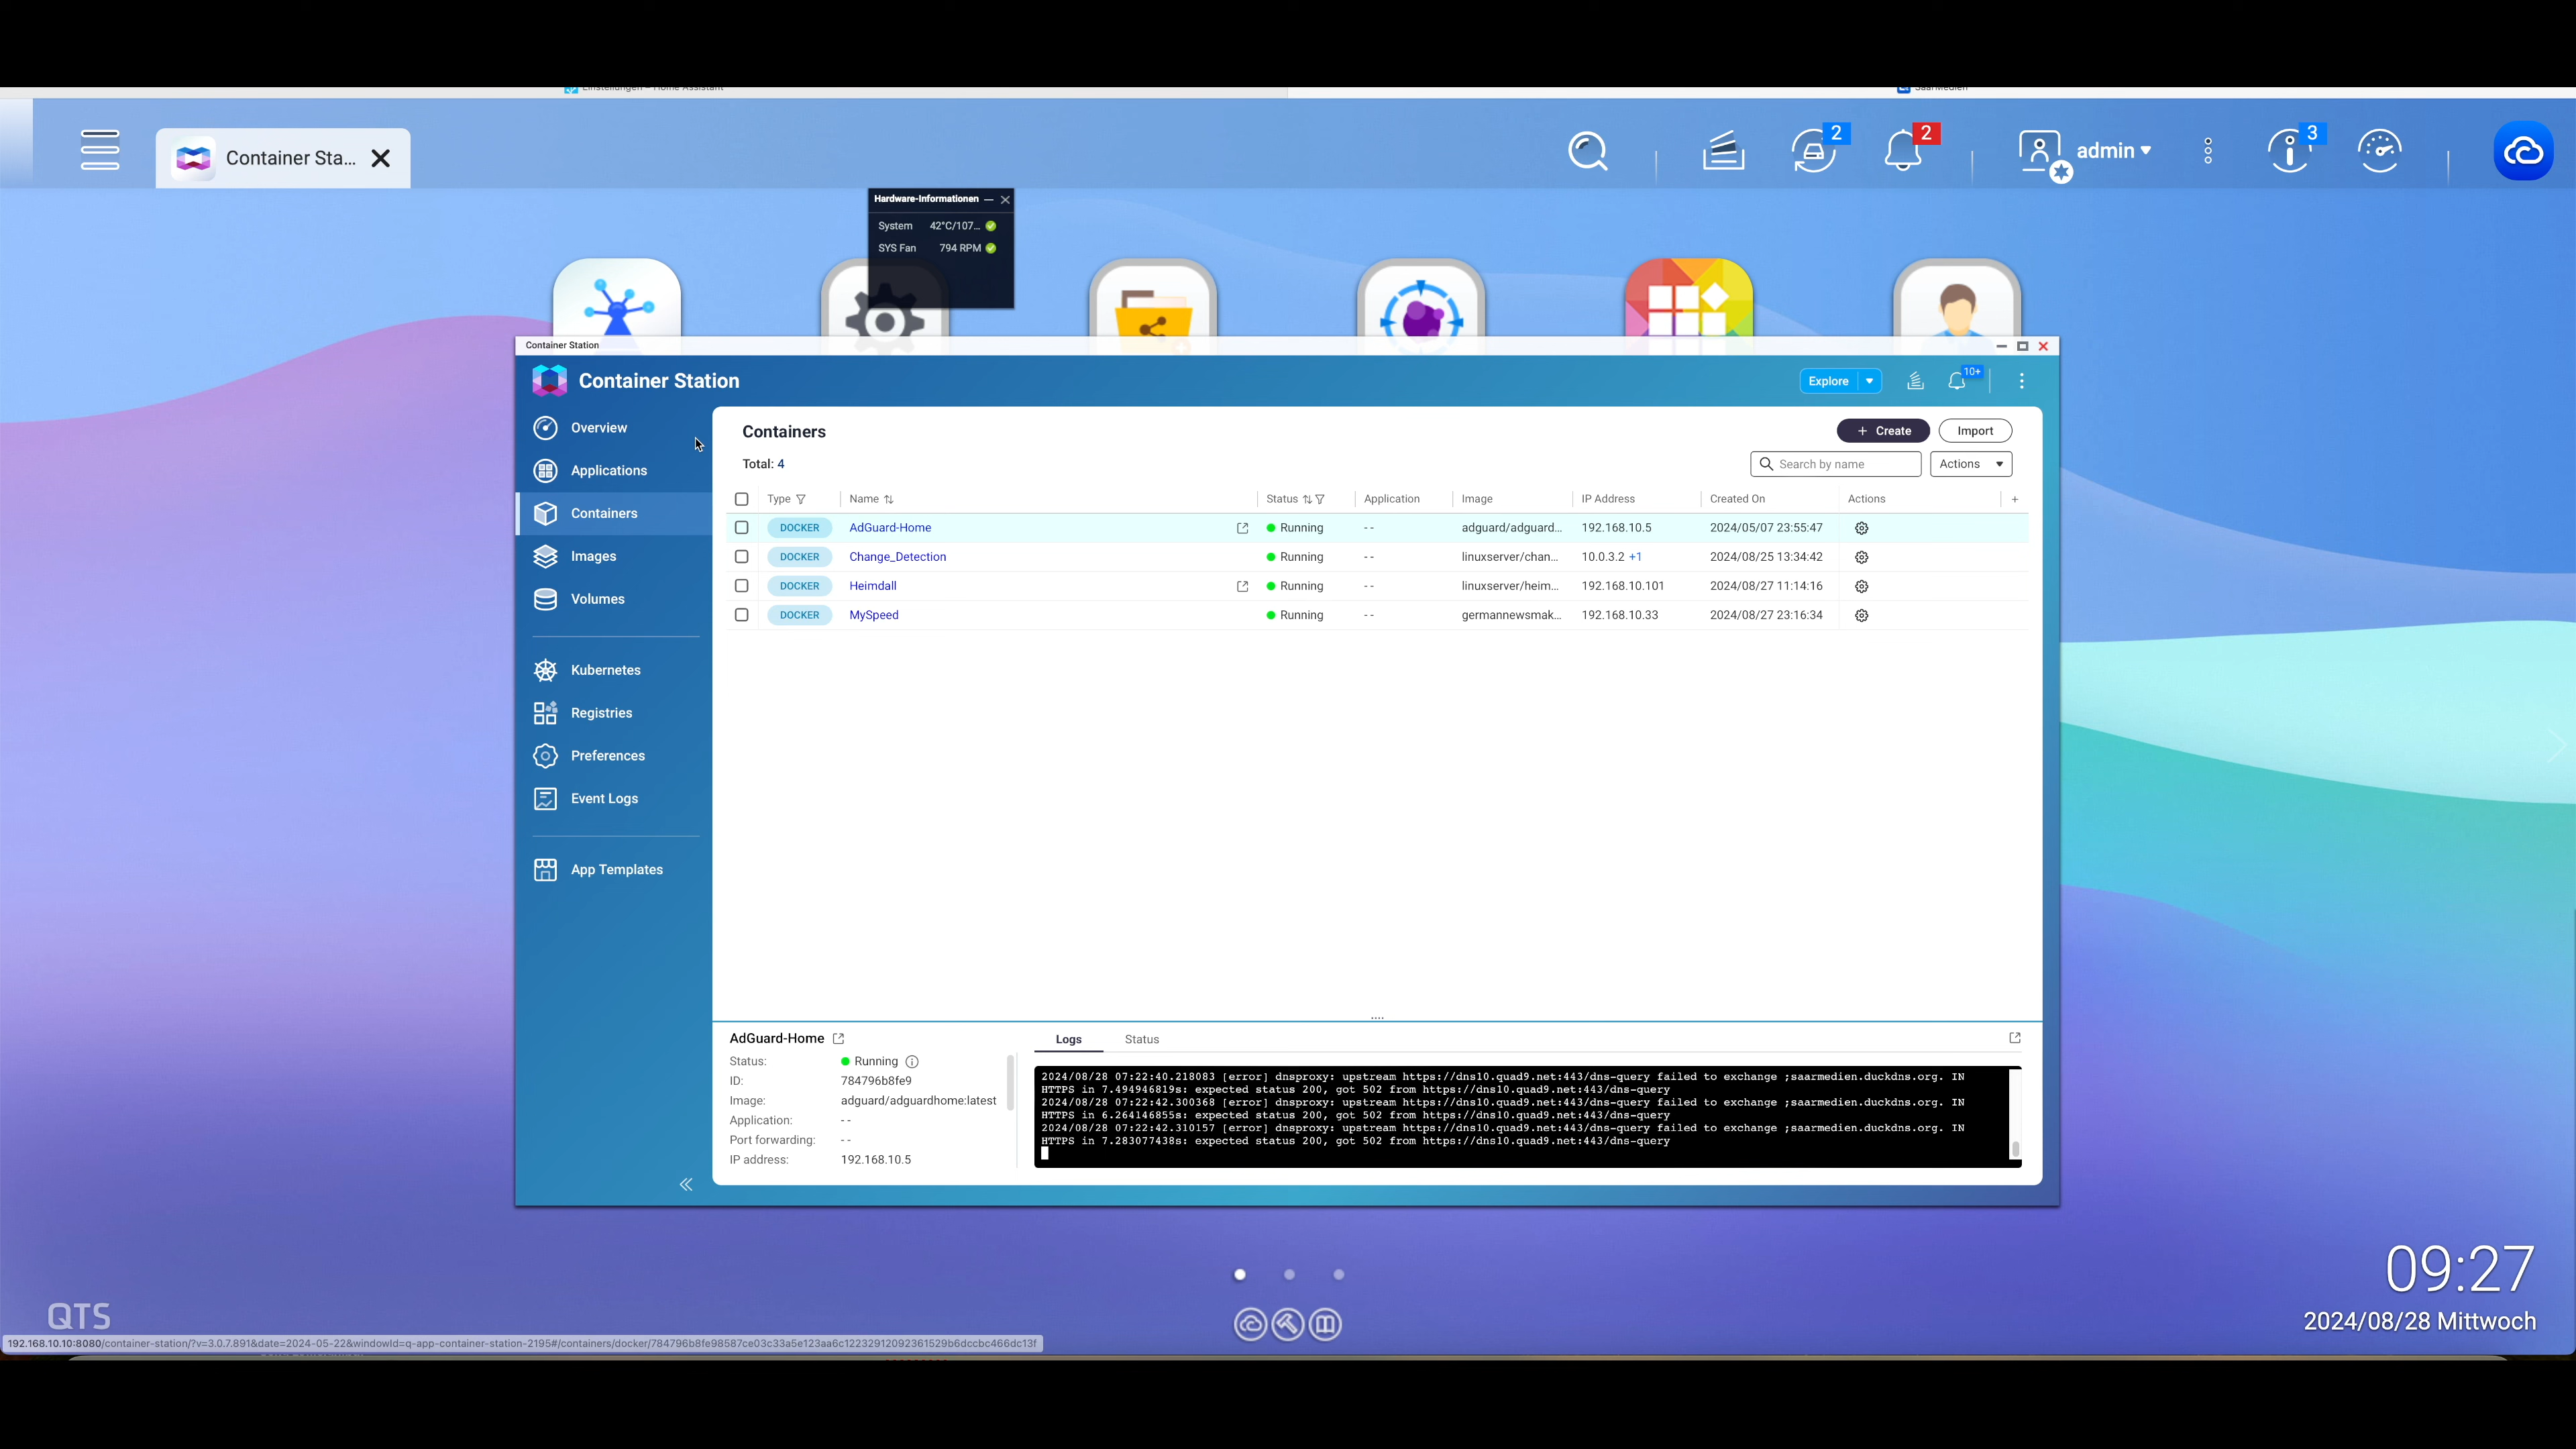 Einstellungen – Home Assistant
SaarMedien
Container Sta...
2
2
admin
3
Hardware-Informationen
System 42°C/107...
SYS Fan 794 RPM
Container Station
Container Station
Explore
10+
Overview
Applications
Containers
Images
Volumes
Kubernetes
Registries
Preferences
Event Logs
App Templates
Containers
Create
Import
Total: 4
Search by name
Actions
Type Name Status Application Image IP Address Created On Actions +
DOCKER AdGuard-Home Running -- adguard/adguard... 192.168.10.5 2024/05/07 23:55:47
DOCKER Change_Detection Running -- linuxserver/chan... 10.0.3.2 +1 2024/08/25 13:34:42
DOCKER Heimdall Running -- linuxserver/heim... 192.168.10.101 2024/08/27 11:14:16
DOCKER MySpeed Running -- germannewsmak... 192.168.10.33 2024/08/27 23:16:34
AdGuard-Home
Status: Running
ID: 784796b8fe9
Image: adguard/adguardhome:latest
Application: --
Port forwarding: --
IP address: 192.168.10.5
Logs Status
2024/08/28 07:22:40.218083 [error] dnsproxy: upstream https://dns10.quad9.net:443/dns-query failed to exchange ;saarmedien.duckdns.org. IN
HTTPS in 7.494946819s: expected status 200, got 502 from https://dns10.quad9.net:443/dns-query
2024/08/28 07:22:42.300368 [error] dnsproxy: upstream https://dns10.quad9.net:443/dns-query failed to exchange ;saarmedien.duckdns.org. IN
HTTPS in 6.264146855s: expected status 200, got 502 from https://dns10.quad9.net:443/dns-query
2024/08/28 07:22:42.310157 [error] dnsproxy: upstream https://dns10.quad9.net:443/dns-query failed to exchange ;saarmedien.duckdns.org. IN
HTTPS in 7.283077438s: expected status 200, got 502 from https://dns10.quad9.net:443/dns-query
09:27
2024/08/28 Mittwoch
QTS
192.168.10.10:8080/container-station/?v=3.0.7.891&date=2024-05-22&windowId=q-app-container-station-2195#/containers/docker/784796b8fe98587ce03c33a5e123aa6c12232912092361529b6dccbc466dc13f